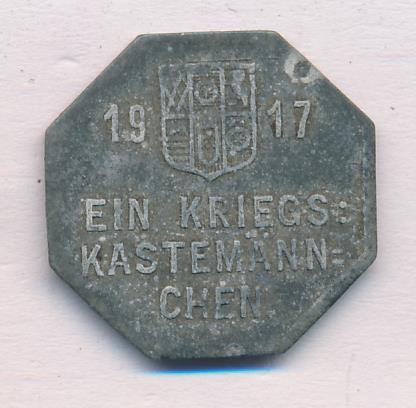 1917
EIN KRIEGS:
KASTEMÄNN=
CHEN